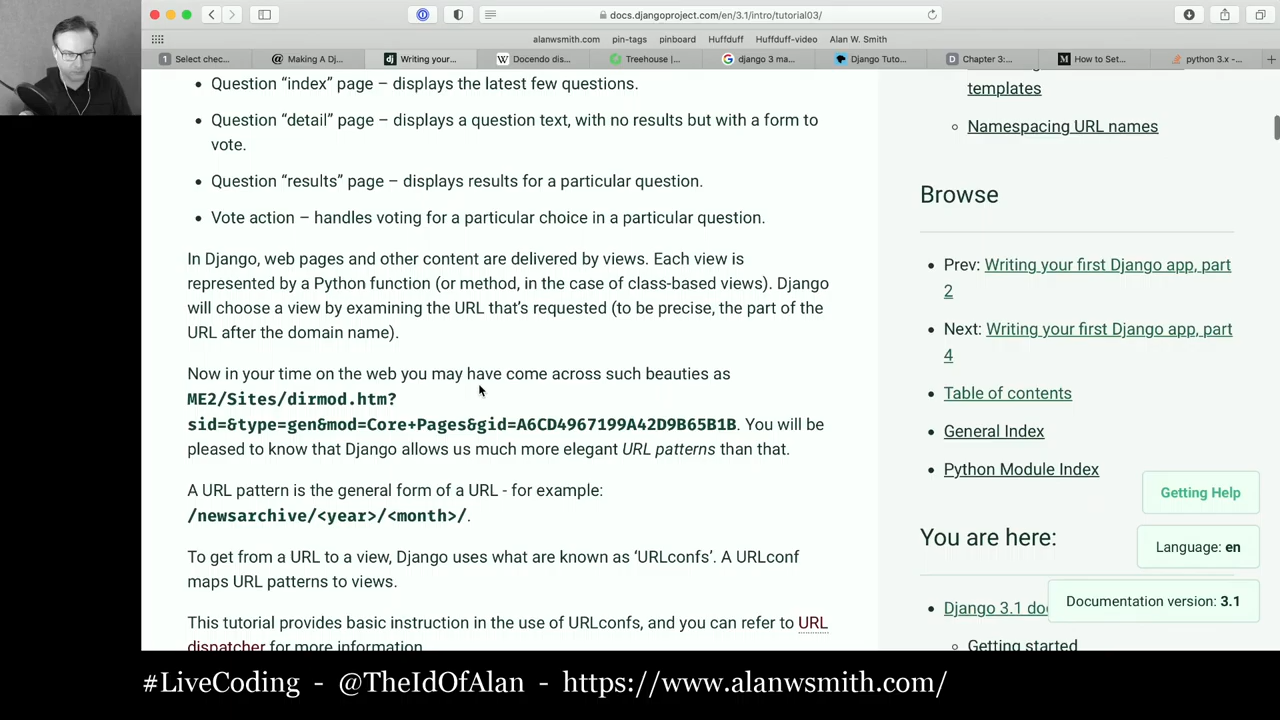 docs.djangoproject.com/en/3.1/intro/tutorial03/
alanwsmith.com pin-tags pinboard Huffduff Huffduff-video Alan W. Smith
1 Select chec... @ Making A Dj... dj Writing your... W Docendo dis... Treehouse |... G django 3 ma... Django Tuto... D Chapter 3:... M How to Set... python 3.x -...
Question “index” page – displays the latest few questions.
Question “detail” page – displays a question text, with no results but with a form to
vote.
Question “results” page – displays results for a particular question.
Vote action – handles voting for a particular choice in a particular question.
In Django, web pages and other content are delivered by views. Each view is
represented by a Python function (or method, in the case of class-based views). Django
will choose a view by examining the URL that’s requested (to be precise, the part of the
URL after the domain name).
Now in your time on the web you may have come across such beauties as
ME2/Sites/dirmod.htm?
sid=&type=gen&mod=Core+Pages&gid=A6CD4967199A42D9B65B1B. You will be
pleased to know that Django allows us much more elegant URL patterns than that.
A URL pattern is the general form of a URL - for example:
/newsarchive/<year>/<month>/.
To get from a URL to a view, Django uses what are known as ‘URLconfs’. A URLconf
maps URL patterns to views.
This tutorial provides basic instruction in the use of URLconfs, and you can refer to URL
dispatcher for more information.
templates
Namespacing URL names
Browse
Prev: Writing your first Django app, part
2
Next: Writing your first Django app, part
4
Table of contents
General Index
Python Module Index
Getting Help
You are here:
Language: en
Django 3.1 do
Documentation version: 3.1
Getting started
#LiveCoding - @TheIdOfAlan - https://www.alanwsmith.com/